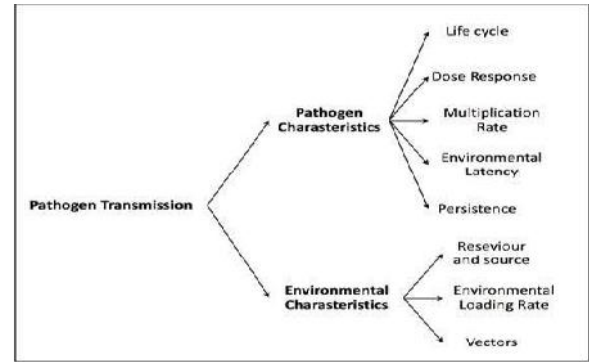 Life cycle
Dose Response
Pathogen
Charasteristics
Multiplication
Rate
Environmental
Latency
Pathogen Transmission
Persistence
Environmental
Characteristics
Reseviour
and source
Environmental
Loading Rate
Vectors